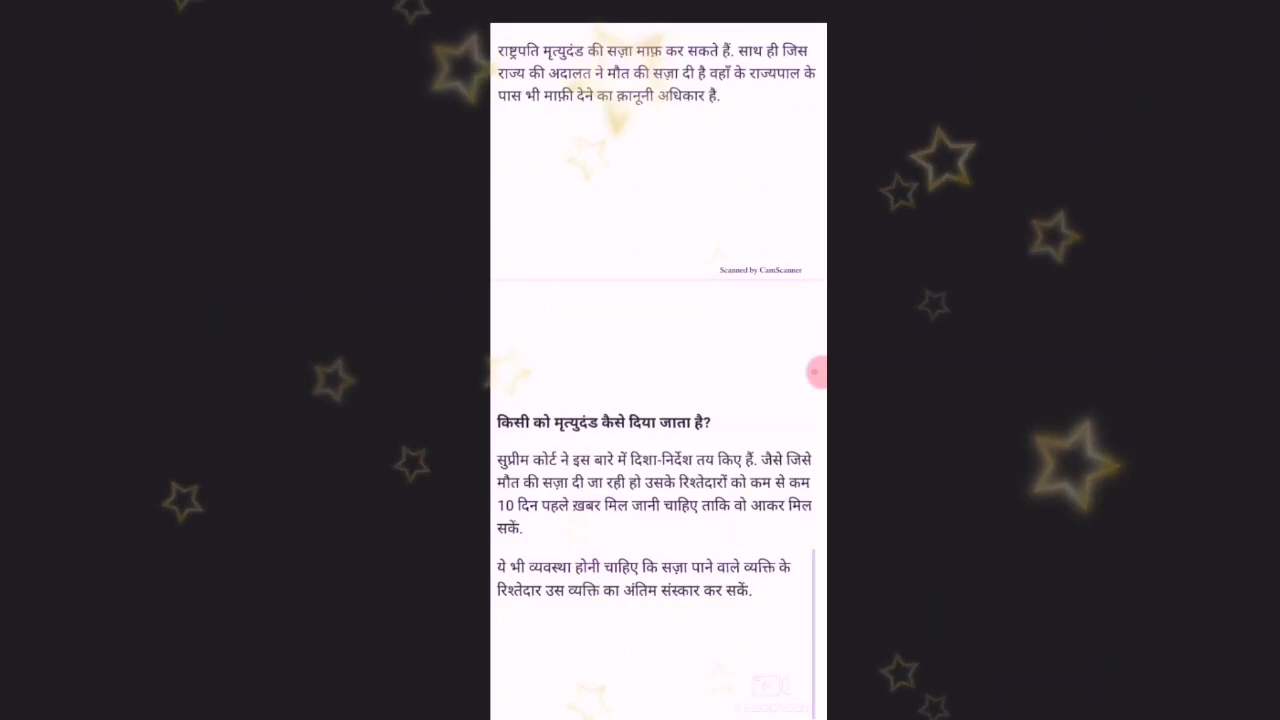 राष्ट्रपति मृत्युदंड की सज़ा माफ़ कर सकते हैं. साथ ही जिस
राज्य की अदालत ने मौत की सज़ा दी है वहाँ के राज्यपाल के
पास भी माफ़ी देने का क़ानूनी अधिकार है.
Scanned by CamScanner
किसी को मृत्युदंड कैसे दिया जाता है?
सुप्रीम कोर्ट ने इस बारे में दिशा-निर्देश तय किए हैं. जैसे जिसे
मौत की सज़ा दी जा रही हो उसके रिश्तेदारों को कम से कम
10 दिन पहले ख़बर मिल जानी चाहिए ताकि वो आकर मिल
सकें.
ये भी व्यवस्था होनी चाहिए कि सज़ा पाने वाले व्यक्ति के
रिश्तेदार उस व्यक्ति का अंतिम संस्कार कर सकें.